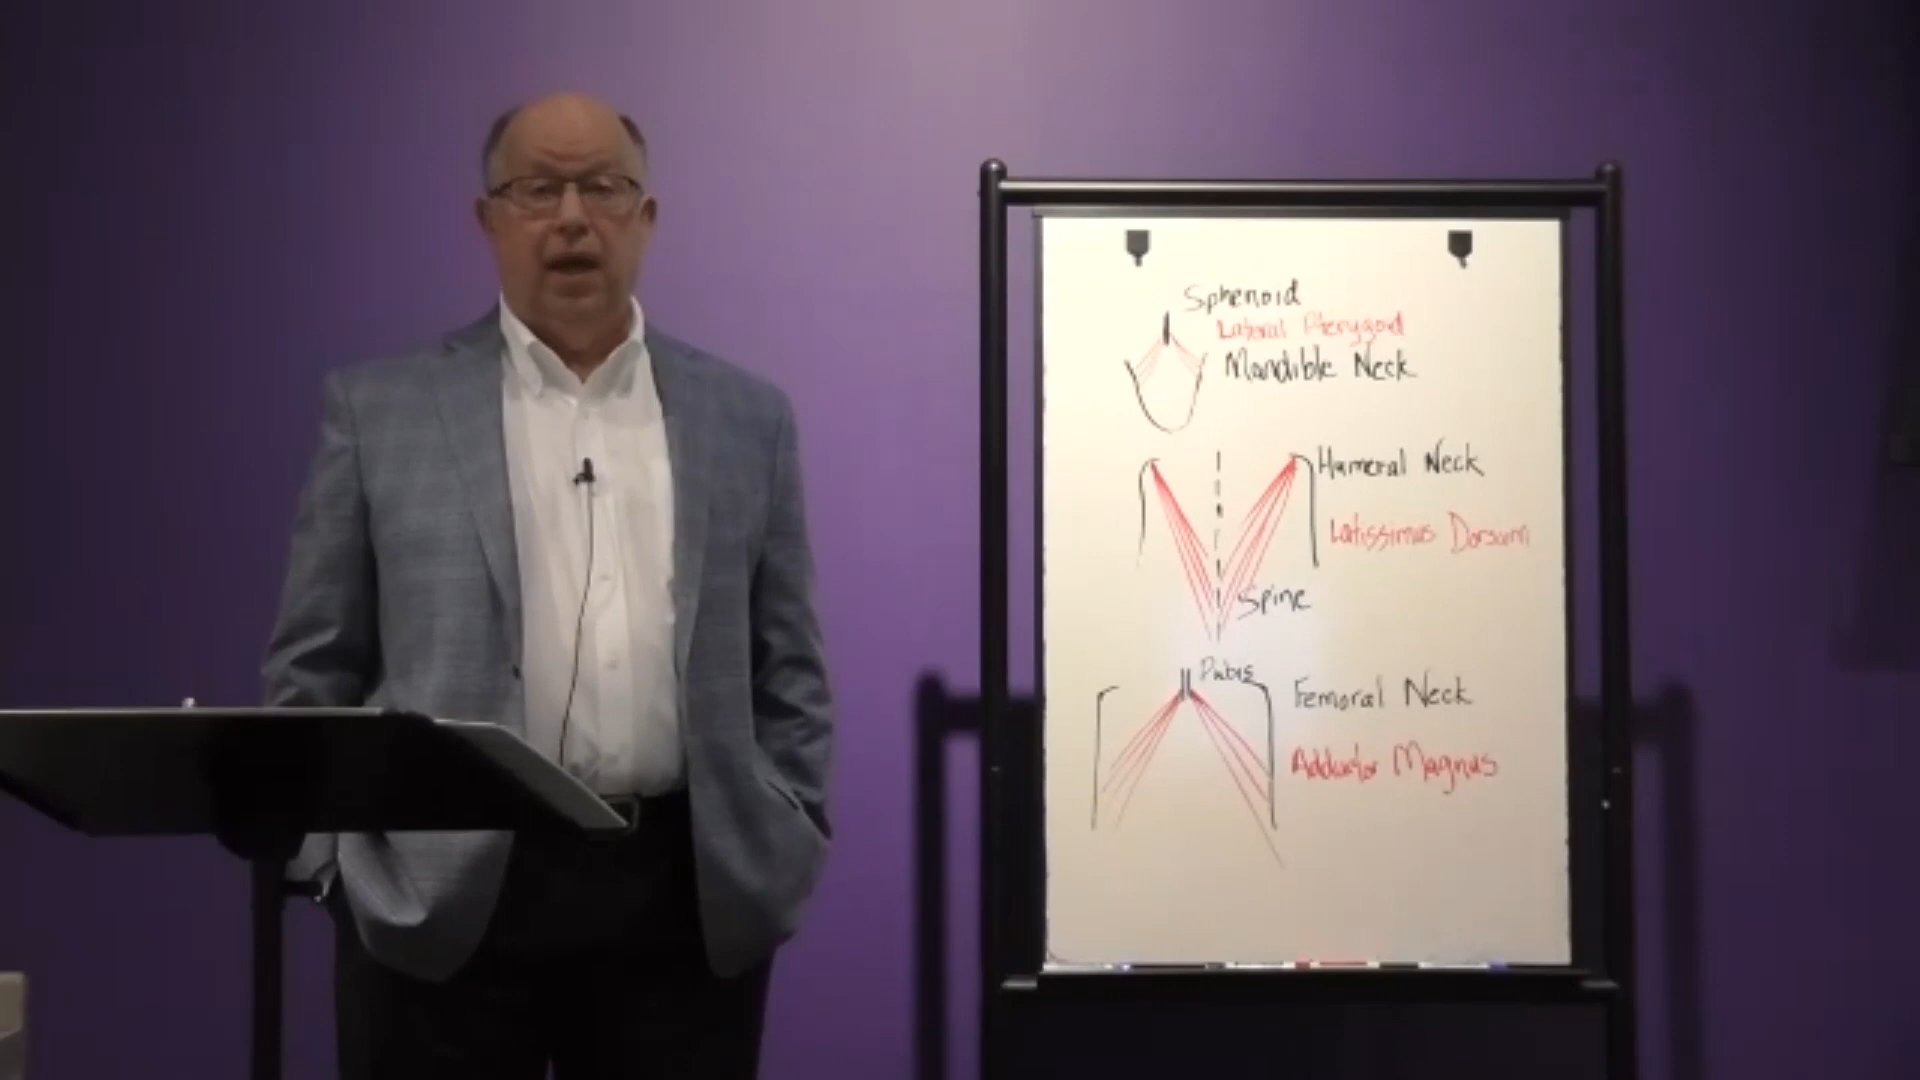 Sphenoid
Lateral Pterygoid
Mandible Neck
Humeral Neck
Latissimus Dorsum
Spine
Pubis
Femoral Neck
Adductor Magnus